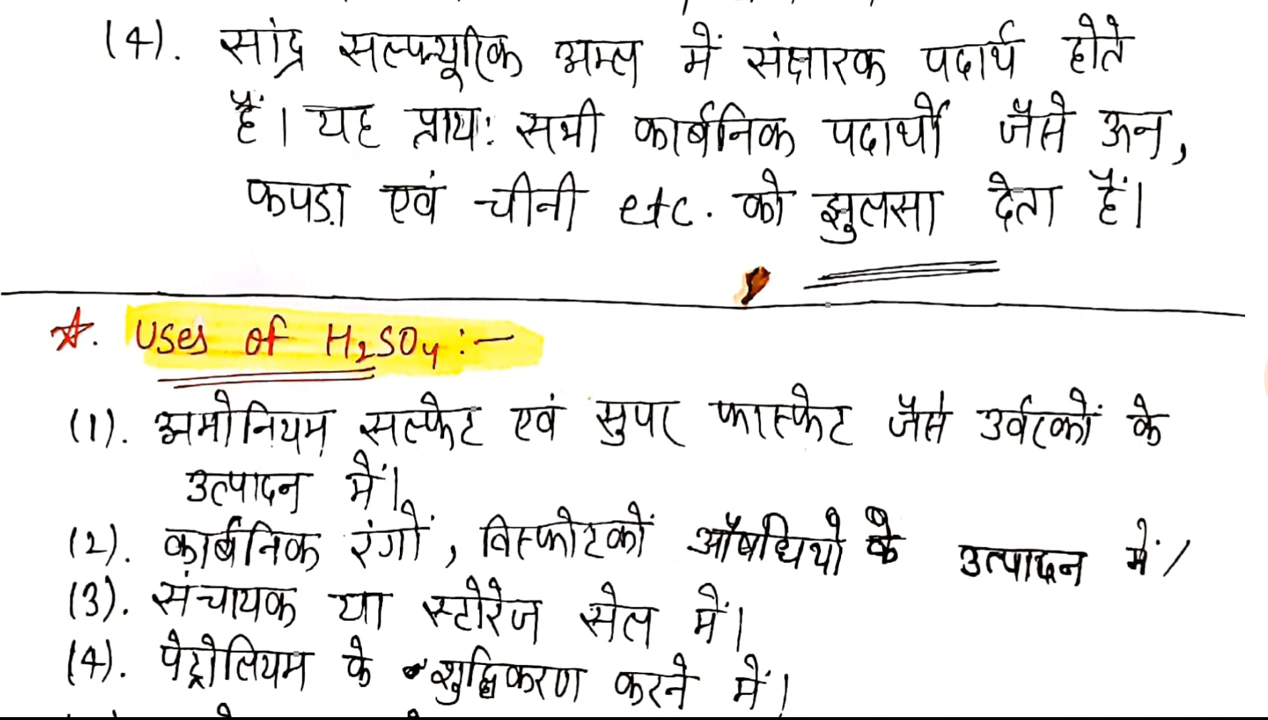 (4). सांद्र सल्फ्यूरिक अम्ल में संक्षारक पदार्थ होते
हैं। यह प्राय: सभी कार्बनिक पदार्थों जैसे ऊन,
कपड़ा एवं चीनी etc. को झुलसा देता हैं।
☆. Uses of H₂SO₄ :-
(1). अमोनियम सल्फेट एवं सुपर फास्फेट जैसे उर्वरकों के
उत्पादन में।
(2). कार्बनिक रंगों, विस्फोटकों औषधियों के उत्पादन में।
(3). संचायक या स्टोरेज सेल में।
(4). पेट्रोलियम के शुद्धिकरण करने में।